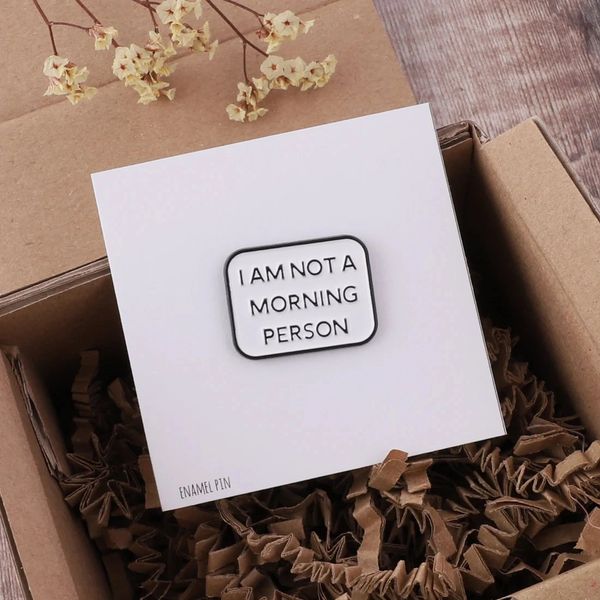 I AM NOT A
MORNING
PERSON
ENAMEL PIN